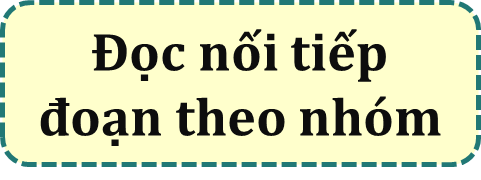 Đọc nối tiếp
đoạn theo nhóm